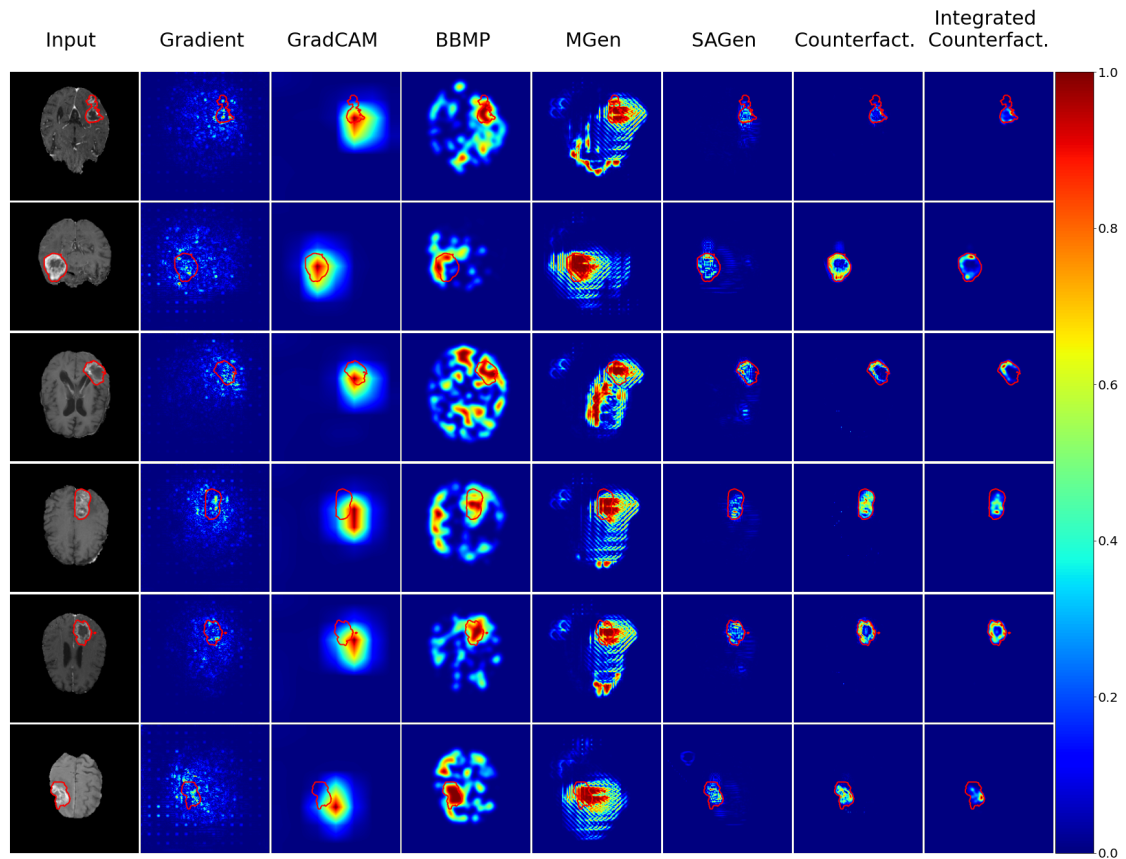 Input
Gradient
GradCAM
BBMP
MGen
SAGen
Counterfact.
Integrated
Counterfact.
1.0
0.8
0.6
0.4
0.2
0.0